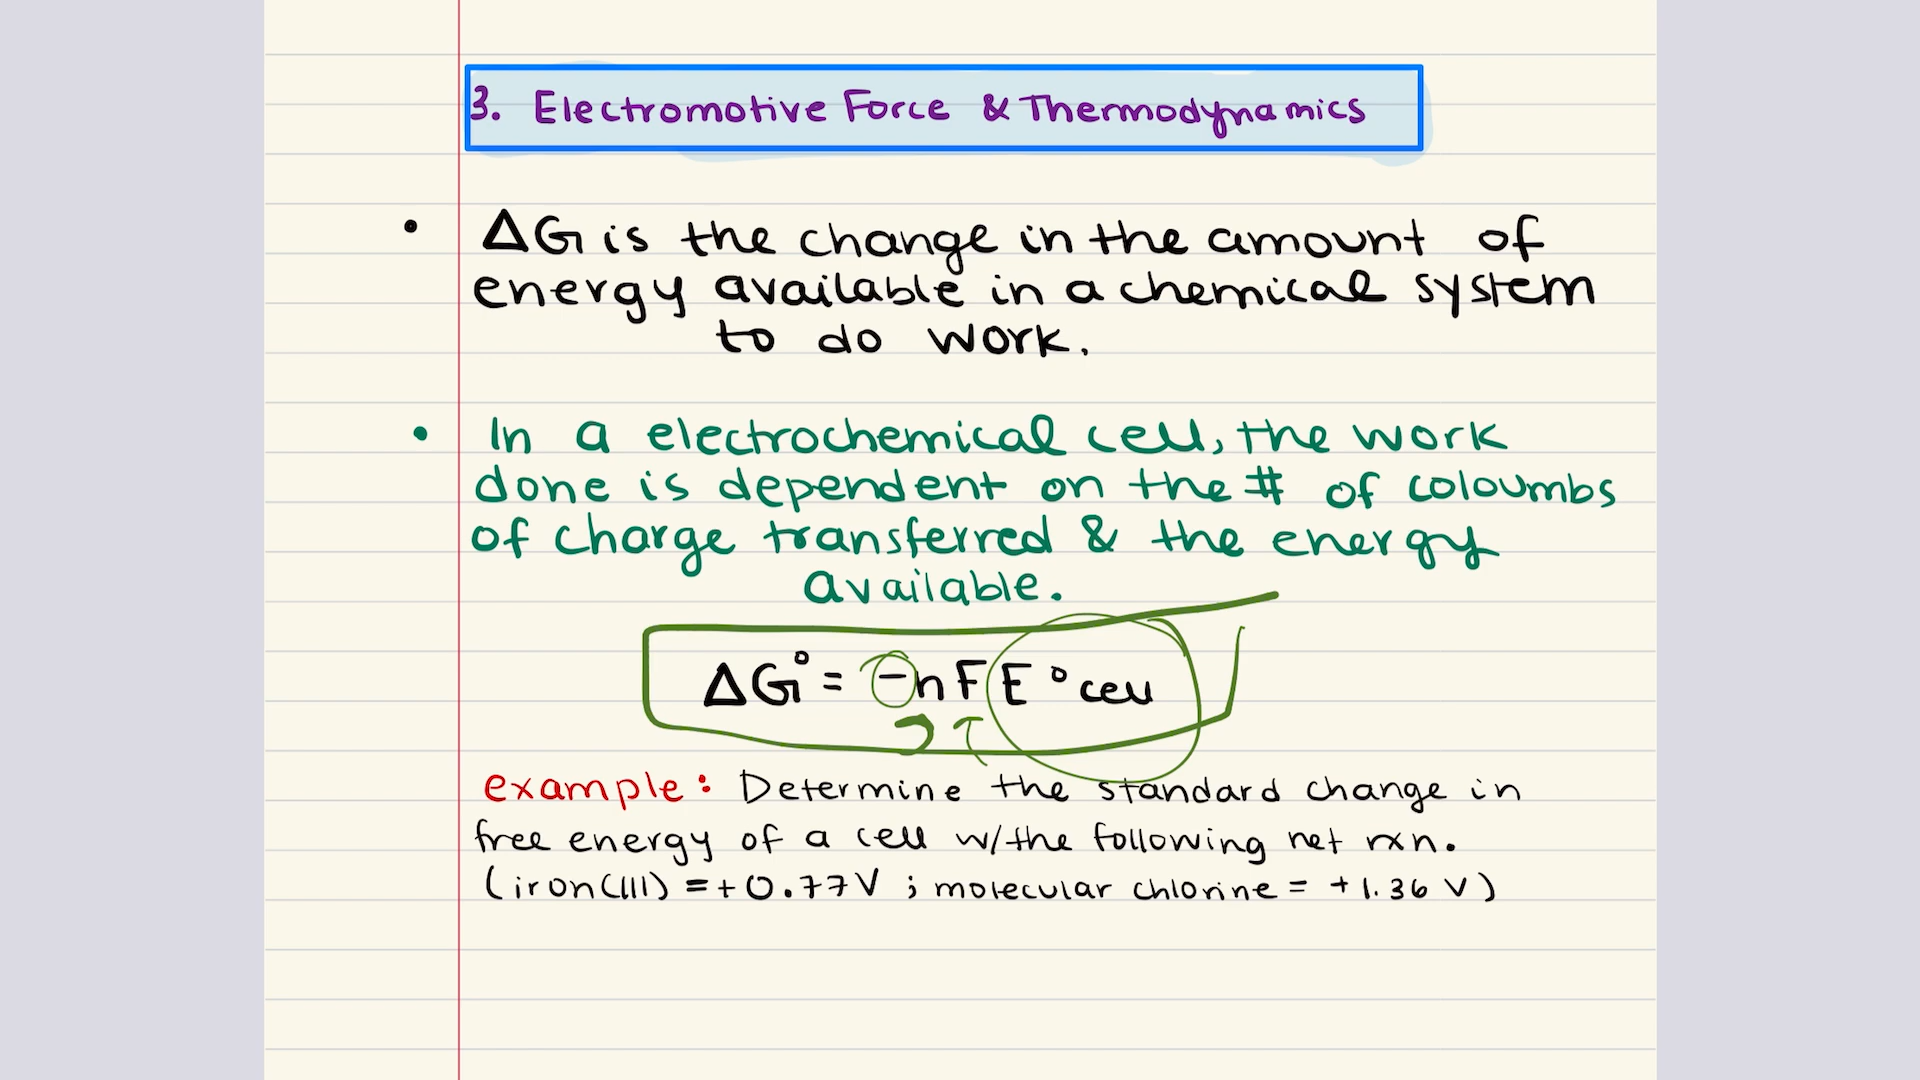 3. Electromotive Force & Thermodynamics
• ΔG is the change in the amount of
energy available in a chemical system
to do work.
• In a electrochemical cell, the work
done is dependent on the # of coloumbs
of charge transferred & the energy
available.
ΔG° = -nFE°cell
example: Determine the standard change in
free energy of a cell w/the following net rxn.
(iron(III) = +0.77V ; molecular chlorine = +1.36 V)